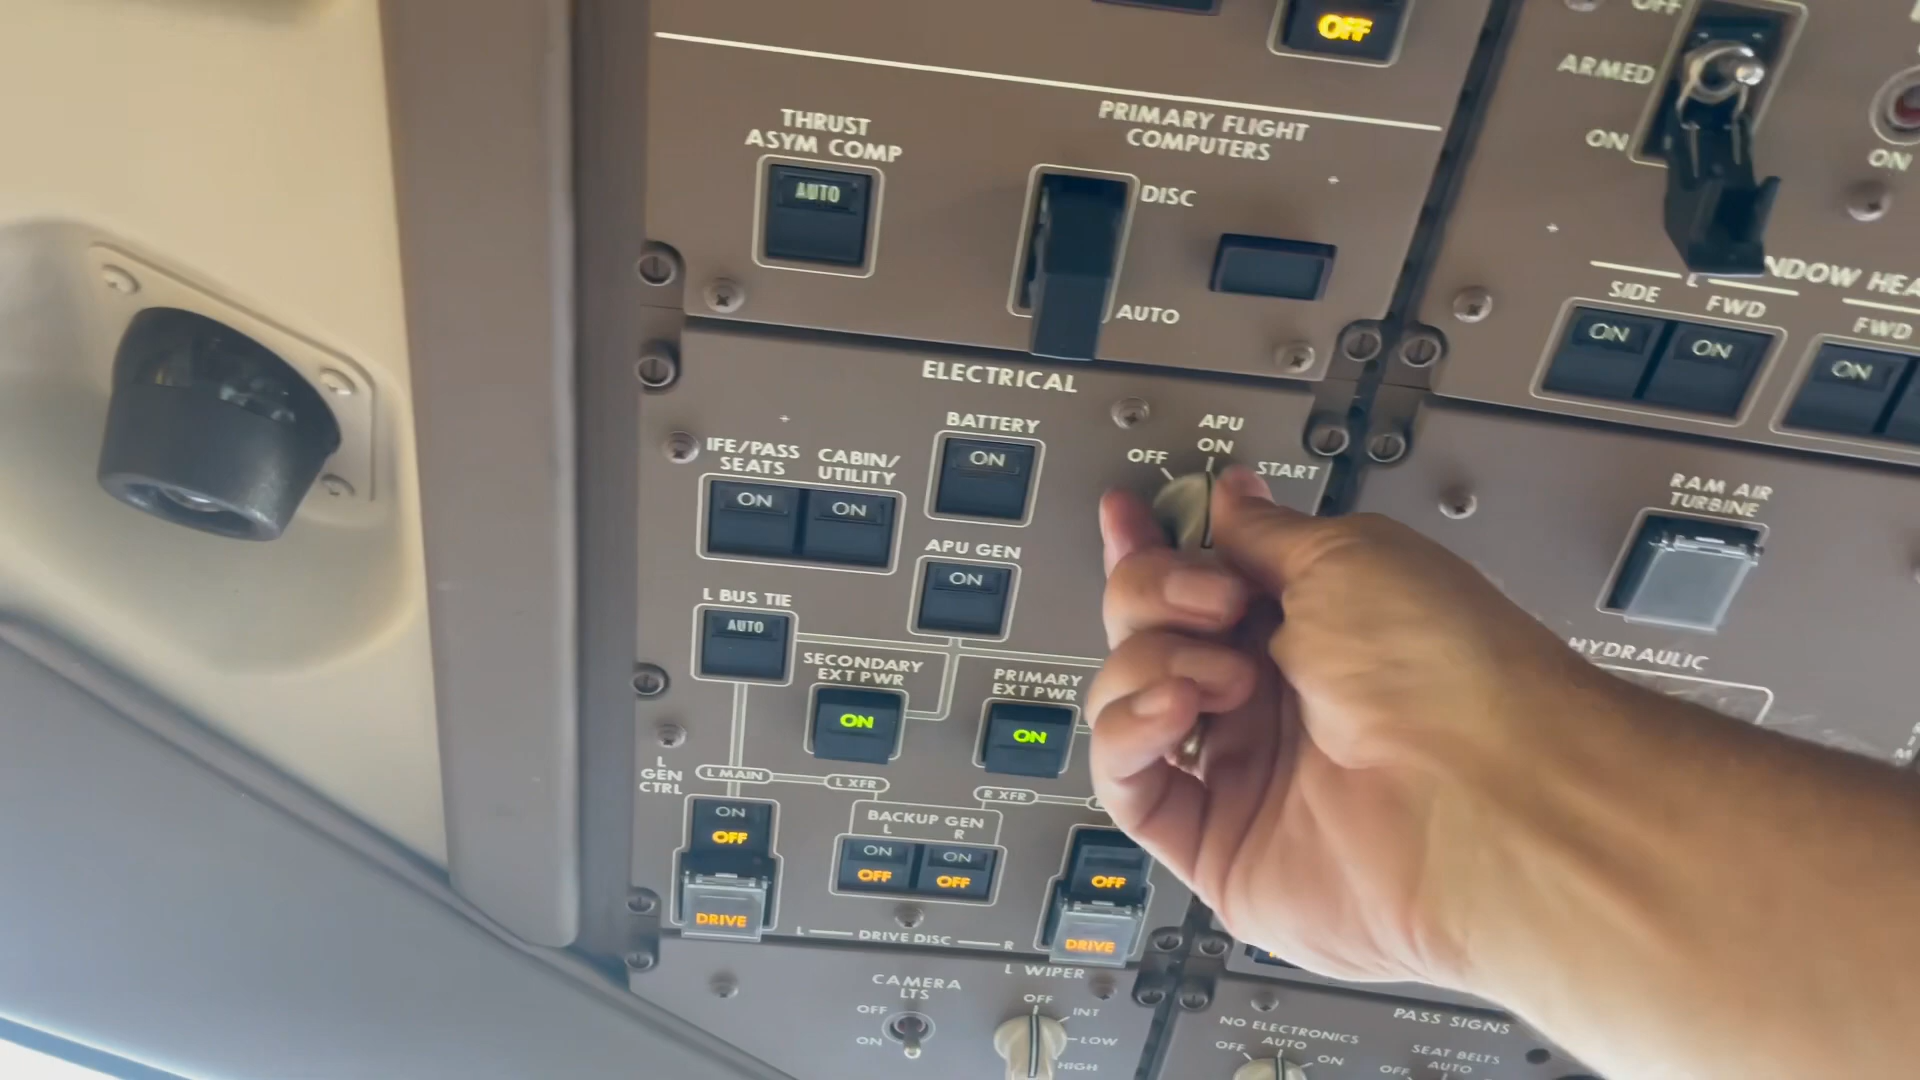 OFF
THRUST
ASYM COMP
AUTO
PRIMARY FLIGHT
COMPUTERS
DISC
AUTO
OFF
ARMED
ON
ON
SIDE
L
FWD
FWD
ON
ON
ON
ELECTRICAL
BATTERY
ON
APU
OFF
ON
START
IFE/PASS
SEATS
CABIN/
UTILITY
ON
ON
APU GEN
ON
L BUS TIE
AUTO
SECONDARY
EXT PWR
ON
PRIMARY
EXT PWR
ON
RAM AIR
TURBINE
HYDRAULIC
L
GEN
CTRL
L MAIN
L XFR
R XFR
ON
OFF
DRIVE
BACKUP GEN
L
R
ON
ON
OFF
OFF
OFF
DRIVE
L
DRIVE DISC
R
CAMERA
LTS
OFF
ON
L WIPER
OFF
INT
LOW
HIGH
PASS SIGNS
NO ELECTRONICS
OFF
AUTO
ON
SEAT BELTS
OFF
AUTO